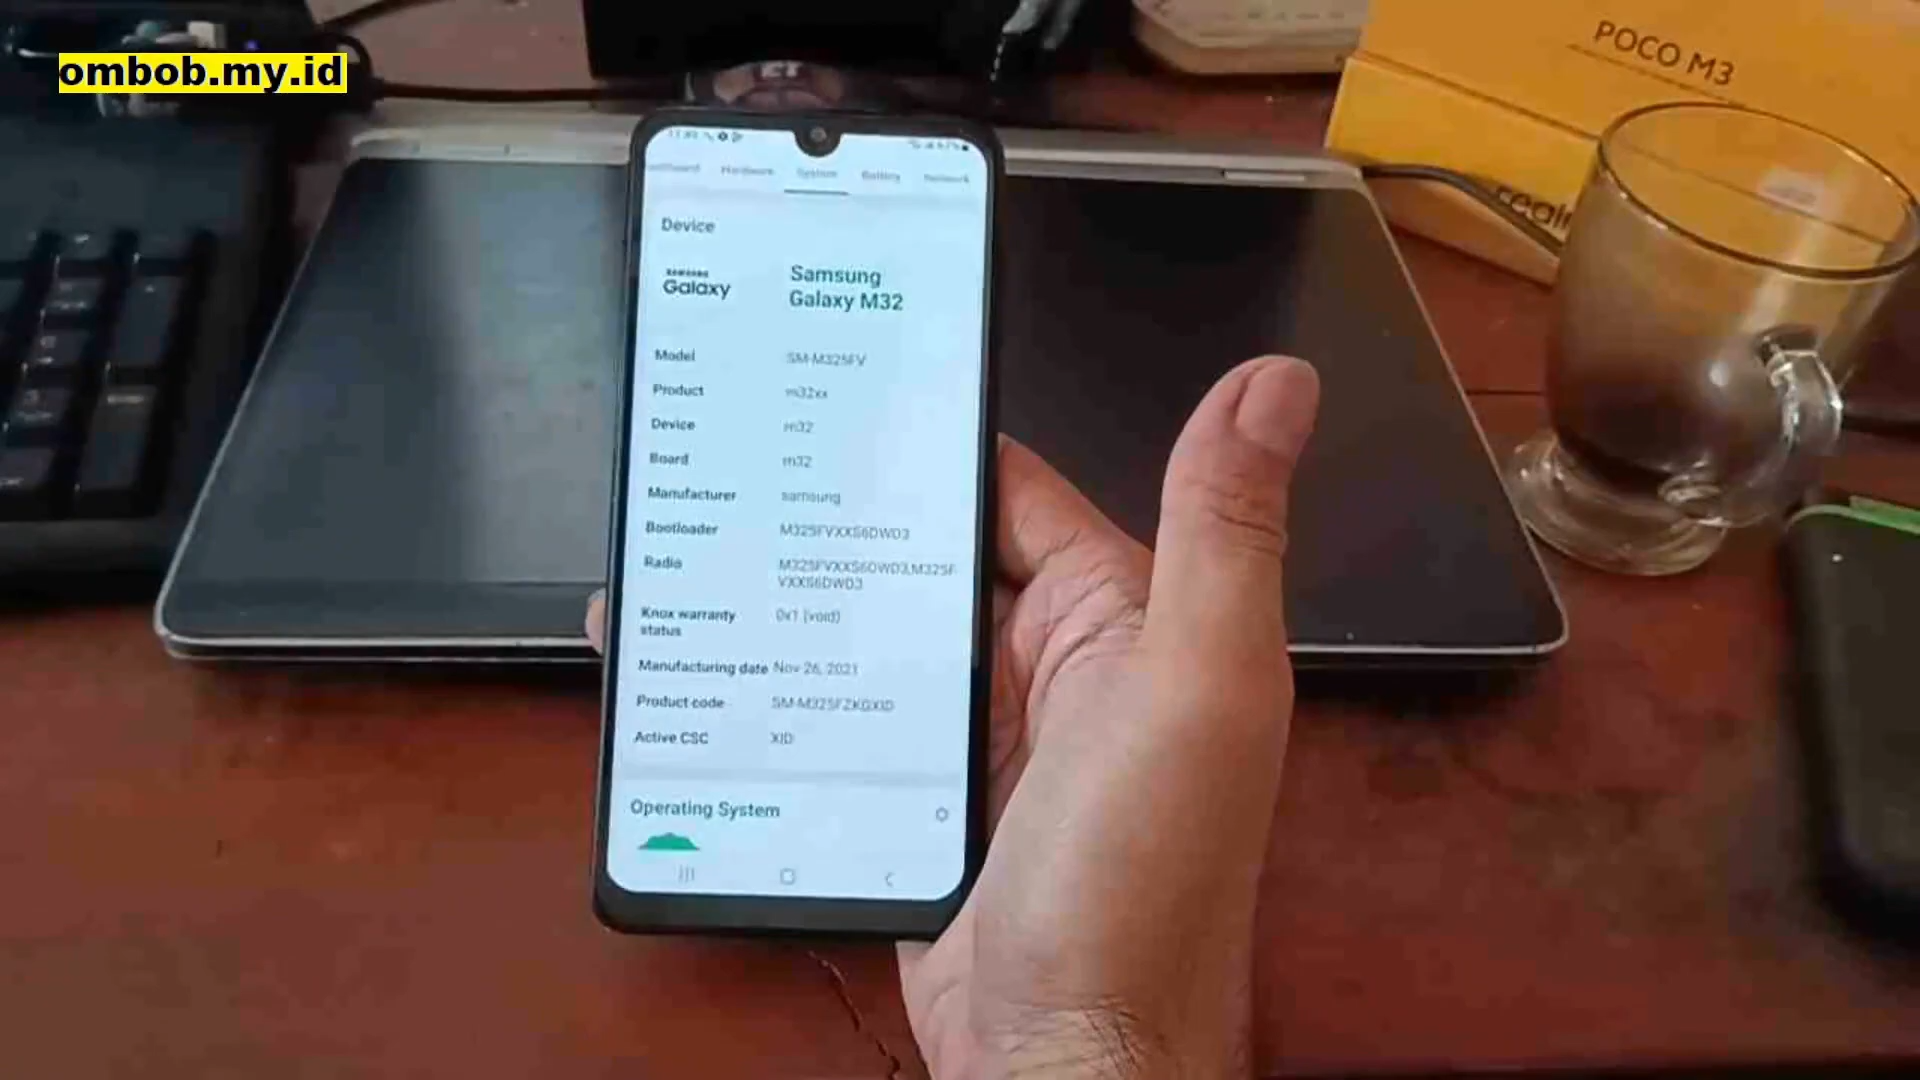 ombob.my.id
POCO M3
Hardware System Battery Network
Device
SAMSUNG
Galaxy
Samsung
Galaxy M32
Model SM-M325FV
Product m32xx
Device m32
Board m32
Manufacturer samsung
Bootloader M325FVXXS6DWD3
Radio M325FVXXS6DWD3,M325F
VXXS6DWD3
Knox warranty 0x1 (void)
status
Manufacturing date Nov 26, 2021
Product code SM-M325FZKGXID
Active CSC XID
Operating System